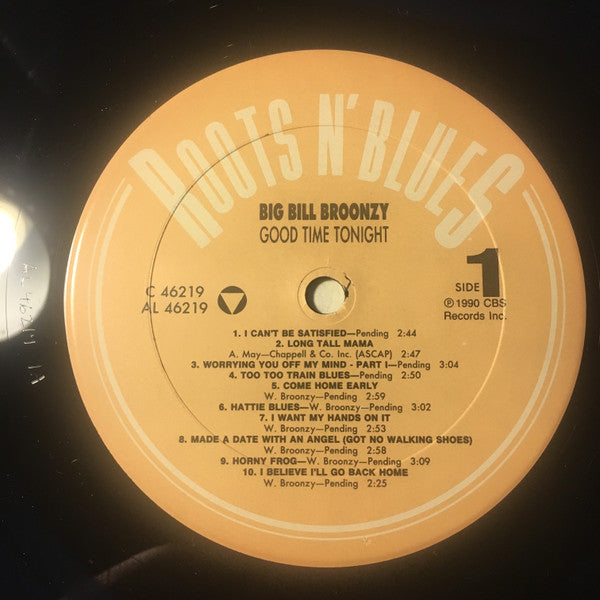 ROOTS N' BLUES
BIG BILL BROONZY
GOOD TIME TONIGHT
C 46219
AL 46219
SIDE 1
℗ 1990 CBS
Records Inc.
1. I CAN'T BE SATISFIED—Pending 2:44
2. LONG TALL MAMA
A. May—Chappell & Co. Inc. (ASCAP) 2:47
3. WORRYING YOU OFF MY MIND - PART I—Pending 3:04
4. TOO TOO TRAIN BLUES—Pending 2:50
5. COME HOME EARLY
W. Broonzy—Pending 2:59
6. HATTIE BLUES—W. Broonzy—Pending 3:02
7. I WANT MY HANDS ON IT
W. Broonzy—Pending 2:53
8. MADE A DATE WITH AN ANGEL (GOT NO WALKING SHOES)
W. Broonzy—Pending 2:58
9. HORNY FROG—W. Broonzy—Pending 3:09
10. I BELIEVE I'LL GO BACK HOME
W. Broonzy—Pending 2:25